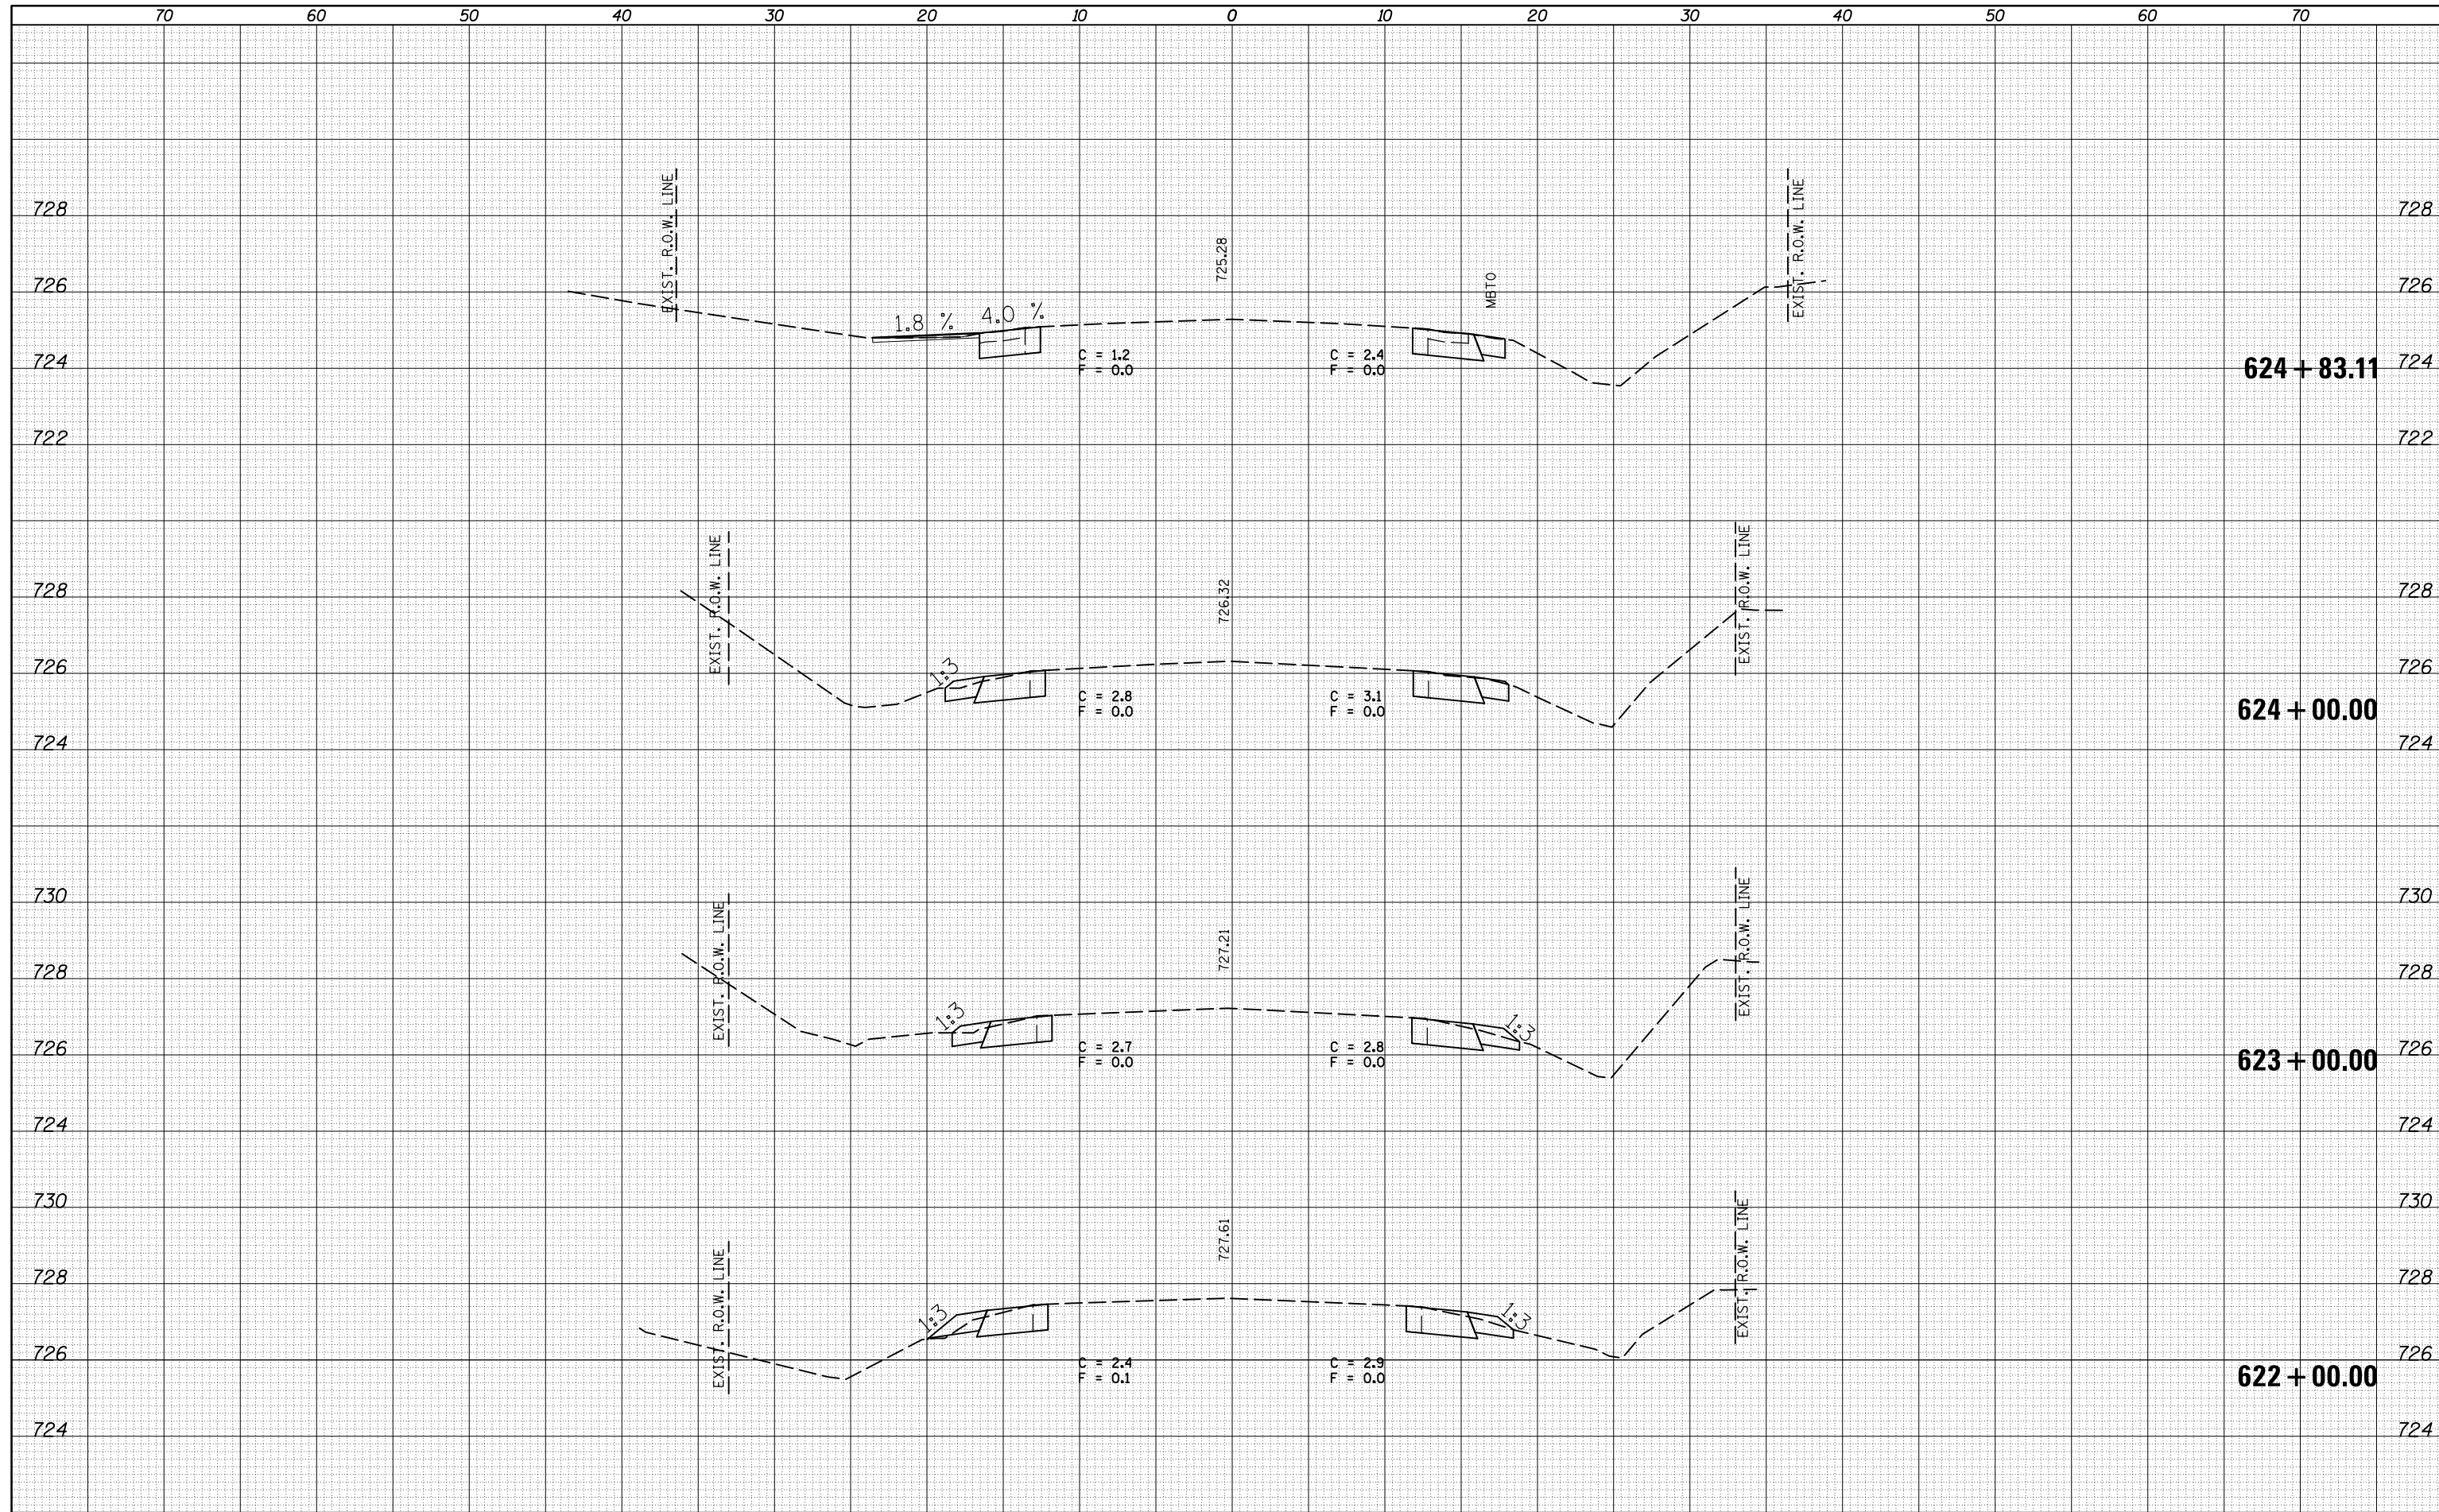 70 60 50 40 30 20 10 0 10 20 30 40 50 60 70
EXIST. R.O.W. LINE
EXIST. R.O.W. LINE
728 728
725.28
MBTO
726 726
1.8 % 4.0 %
C = 1.2 C = 2.4
F = 0.0 F = 0.0
724 624 + 83.11 724
722 722
EXIST. R.O.W. LINE
EXIST. R.O.W. LINE
728 728
726.32
726 726
1:3
C = 2.8 C = 3.1
F = 0.0 F = 0.0
624 + 00.00
724 724
730 730
EXIST. R.O.W. LINE
EXIST. R.O.W. LINE
727.21
728 728
1:3 1:3
C = 2.7 C = 2.8
F = 0.0 F = 0.0
726 623 + 00.00 726
724 724
730 730
EXIST. R.O.W. LINE
EXIST. R.O.W. LINE
727.61
728 728
1:3 1:3
726 726
C = 2.4 C = 2.9
F = 0.1 F = 0.0
622 + 00.00
724 724